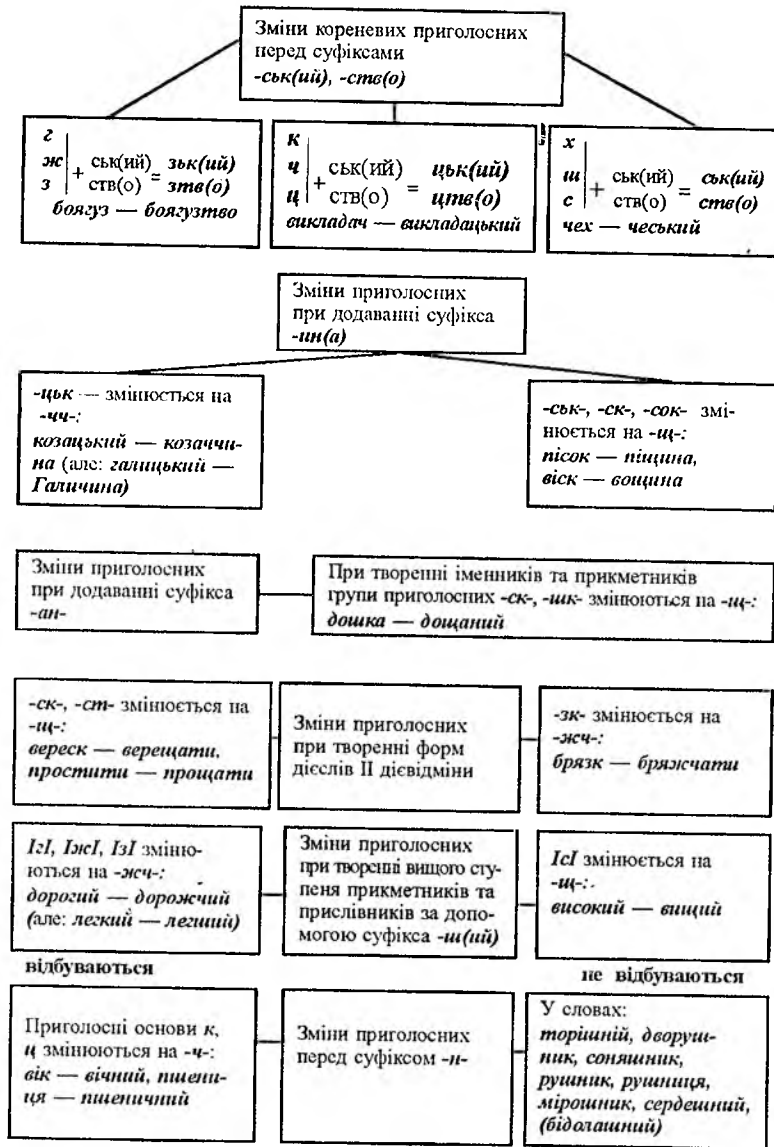 Зміни кореневих приголосних
перед суфіксами
-ськ(ий), -ств(о)
г
ж
з
+ ськ(ий) ств(о) = зьк(ий) зтв(о)
боягуз — боягузтво
к
ч
ц
+ ськ(ий) ств(о) = цьк(ий) цтв(о)
викладач — викладацький
х
ш
с
+ ськ(ий) ств(о) = ськ(ий) ств(о)
чех — чеський
Зміни приголосних
при додаванні суфікса
-ин(а)
-цьк — змінюється на
-чч-:
козацький — козаччи-
на (але: галицький —
Галичина)
-ськ-, -ск-, -сок- змі-
нюється на -щ-:
пісок — піщина,
віск — вощина
Зміни приголосних
при додаванні суфікса
-ан-
При творенні іменників та прикметників
групи приголосних -ск-, -шк- змінюються на -щ-:
дошка — дощаний
-ск-, -ст- змінюється на
-щ-:
вереск — верещати,
простити — прощати
Зміни приголосних
при творенні форм
дієслів II дієвідміни
-зк- змінюється на
-жч-:
брязк — бряжчати
ІгІ, ІжІ, ІзІ зміню-
ються на -жч-:
дорогий — дорожчий
(але: легкий — легший)
Зміни приголосних
при творенні вищого сту-
пеня прикметників та
прислівників за допо-
могою суфікса -ш(ий)
ІсІ змінюється на
-щ-:
високий — вищий
відбуваються
не відбуваються
Приголосні основи к,
ц змінюються на -ч-:
вік — вічний, пшени-
ця — пшеничний
Зміни приголосних
перед суфіксом -н-
У словах:
торішній, дворуш-
ник, соняшник,
рушник, рушниця,
мірошник, сердешний,
(бідолашний)